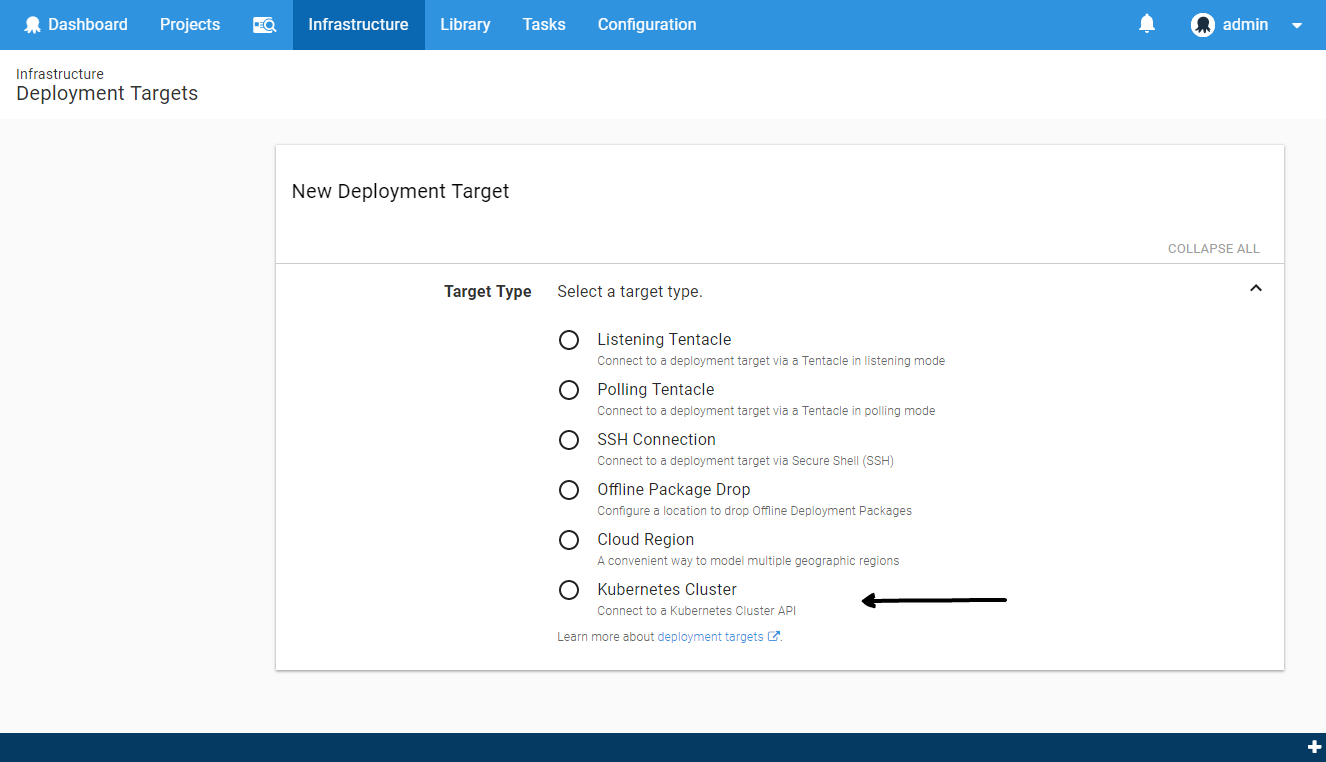 Dashboard Projects Infrastructure Library Tasks Configuration admin
Infrastructure
Deployment Targets
New Deployment Target
COLLAPSE ALL
Target Type Select a target type.
Listening Tentacle
Connect to a deployment target via a Tentacle in listening mode
Polling Tentacle
Connect to a deployment target via a Tentacle in polling mode
SSH Connection
Connect to a deployment target via Secure Shell (SSH)
Offline Package Drop
Configure a location to drop Offline Deployment Packages
Cloud Region
A convenient way to model multiple geographic regions
Kubernetes Cluster
Connect to a Kubernetes Cluster API
Learn more about deployment targets.